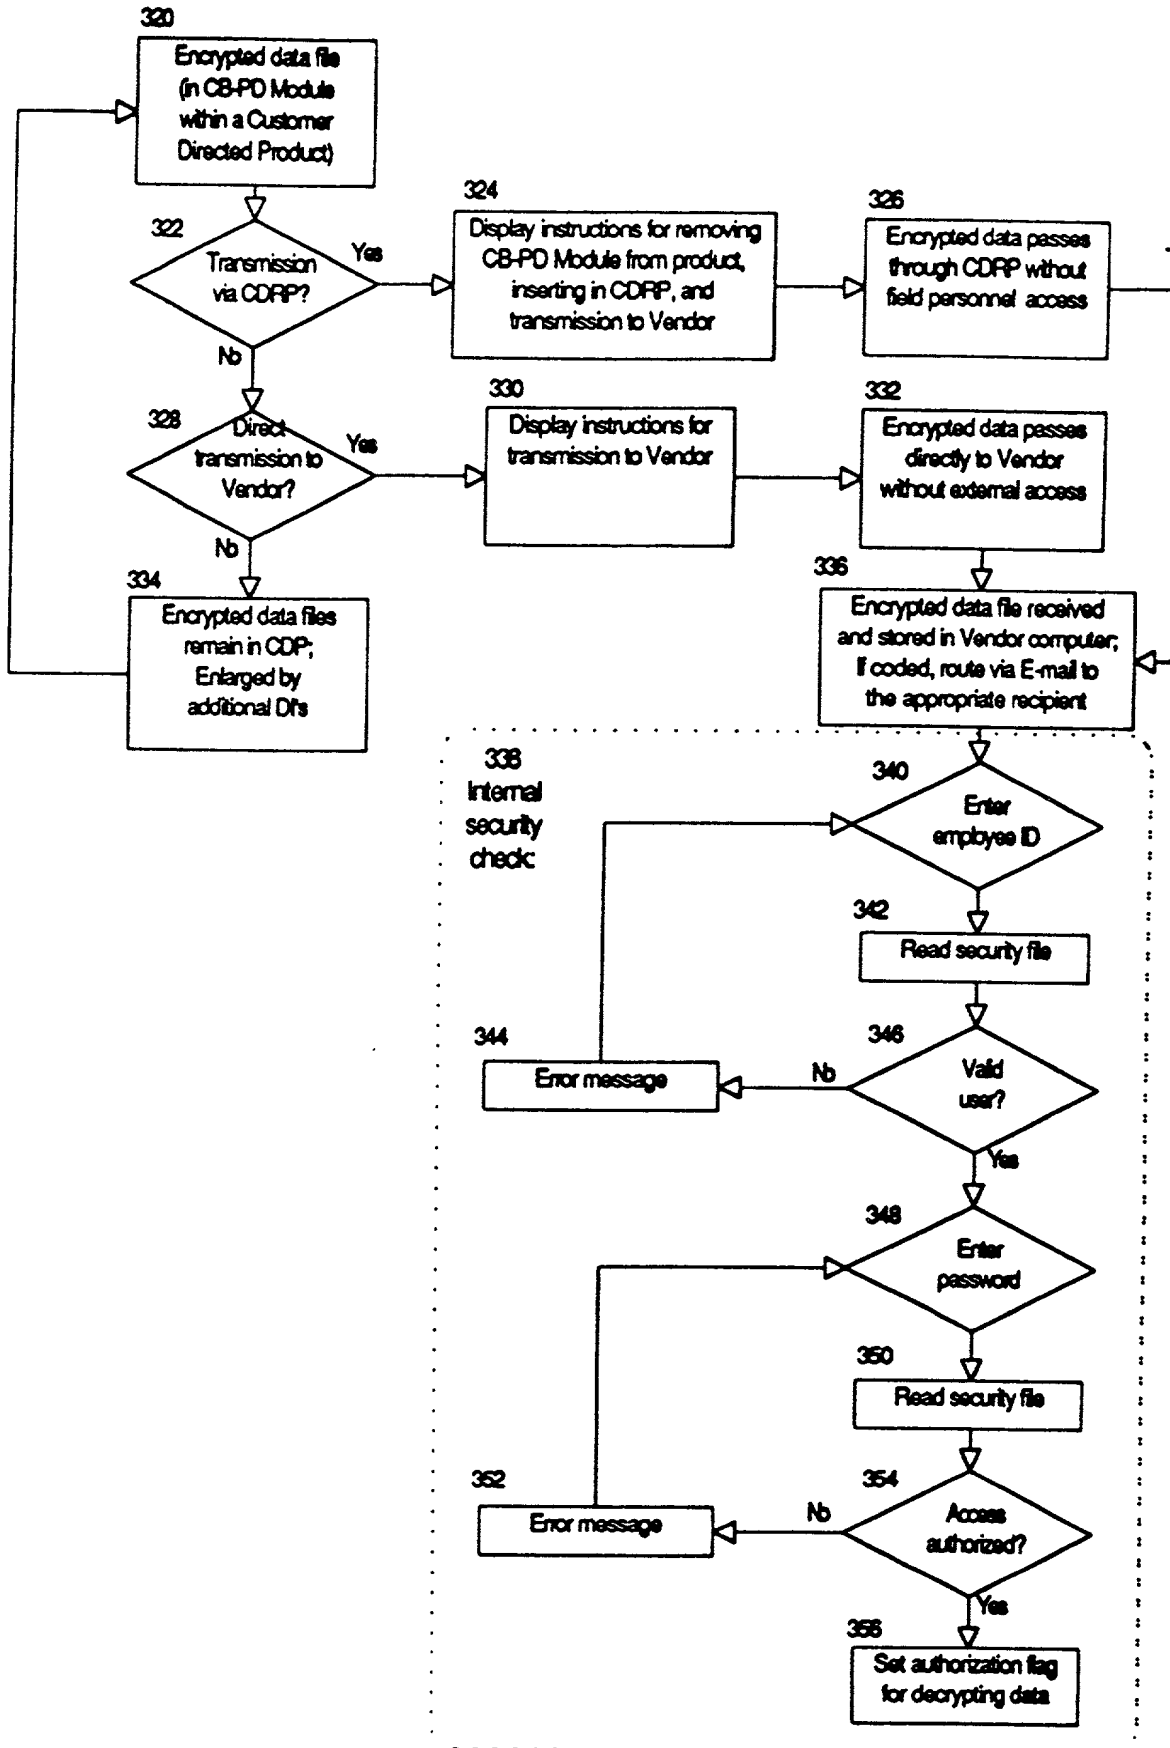 320
Encrypted data file
(in CB-PD Module
within a Customer
Directed Product)
322
Transmission
via CDRP?
Yes
No
324
Display instructions for removing
CB-PD Module from product,
inserting in CDRP, and
transmission to Vendor
326
Encrypted data passes
through CDRP without
field personnel access
328
Direct
transmission to
Vendor?
Yes
No
330
Display instructions for
transmission to Vendor
332
Encrypted data passes
directly to Vendor
without external access
334
Encrypted data files
remain in CDP;
Enlarged by
additional DI's
336
Encrypted data file received
and stored in Vendor computer;
If coded, route via E-mail to
the appropriate recipient
338
Internal
security
check:
340
Enter
employee ID
342
Read security file
344
Error message
346
Valid
user?
No
Yes
348
Enter
password
350
Read security file
352
Error message
354
Access
authorized?
No
Yes
356
Set authorization flag
for decrypting data